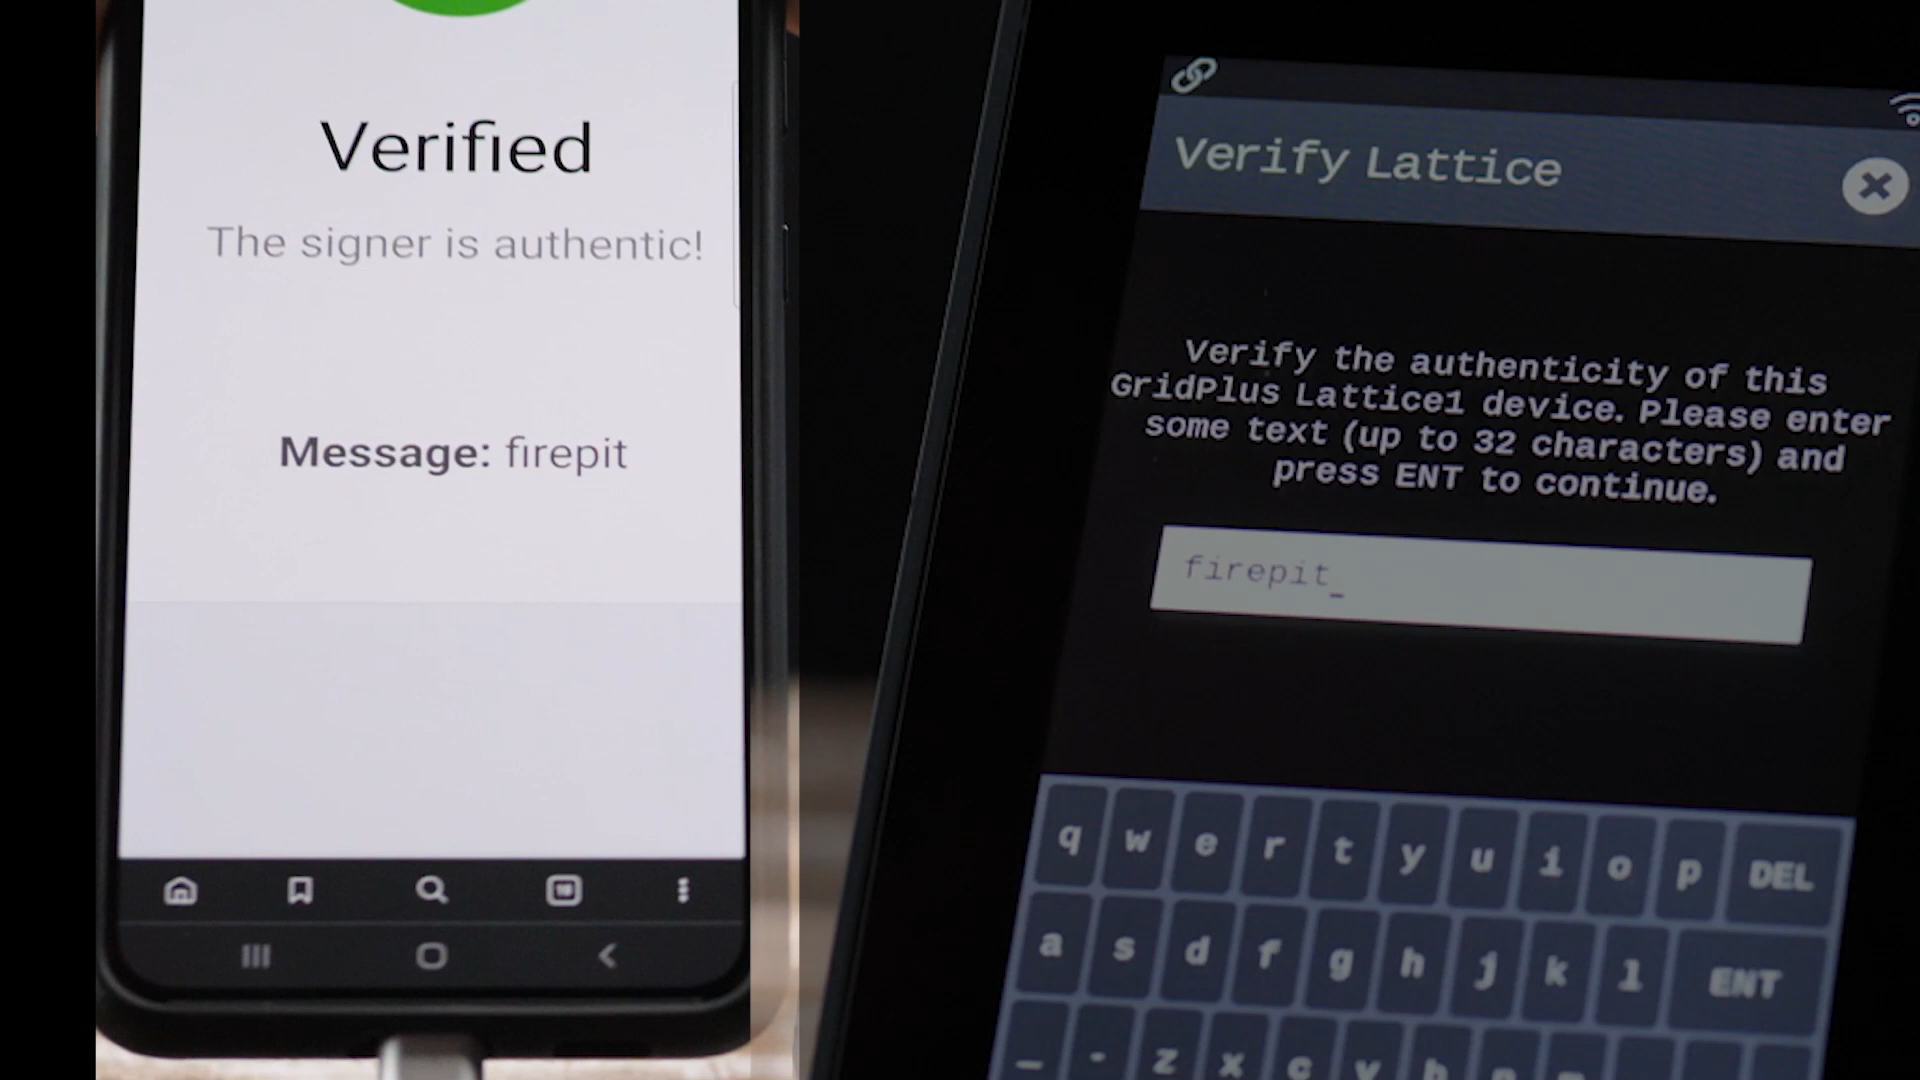 Verified
The signer is authentic!
Message: firepit
Verify Lattice
Verify the authenticity of this
GridPlus Lattice1 device. Please enter
some text (up to 32 characters) and
press ENT to continue.
firepit_
q w e r t y u i o p DEL
a s d f g h j k l ENT
z x c v